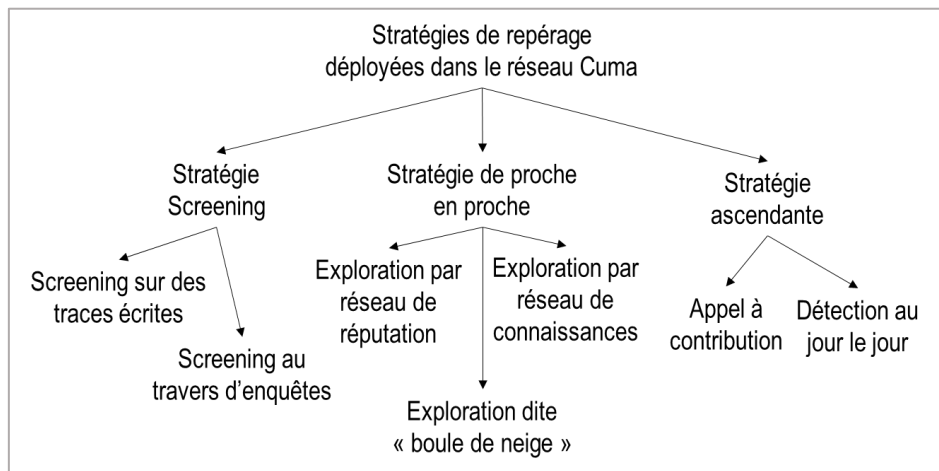 Stratégies de repérage
déployées dans le réseau Cuma
Stratégie
Screening
Stratégie de proche
en proche
Stratégie
ascendante
Screening sur des
traces écrites
Screening au
travers d’enquêtes
Exploration par
réseau de
réputation
Exploration par
réseau de
connaissances
Exploration dite
« boule de neige »
Appel à
contribution
Détection au
jour le jour